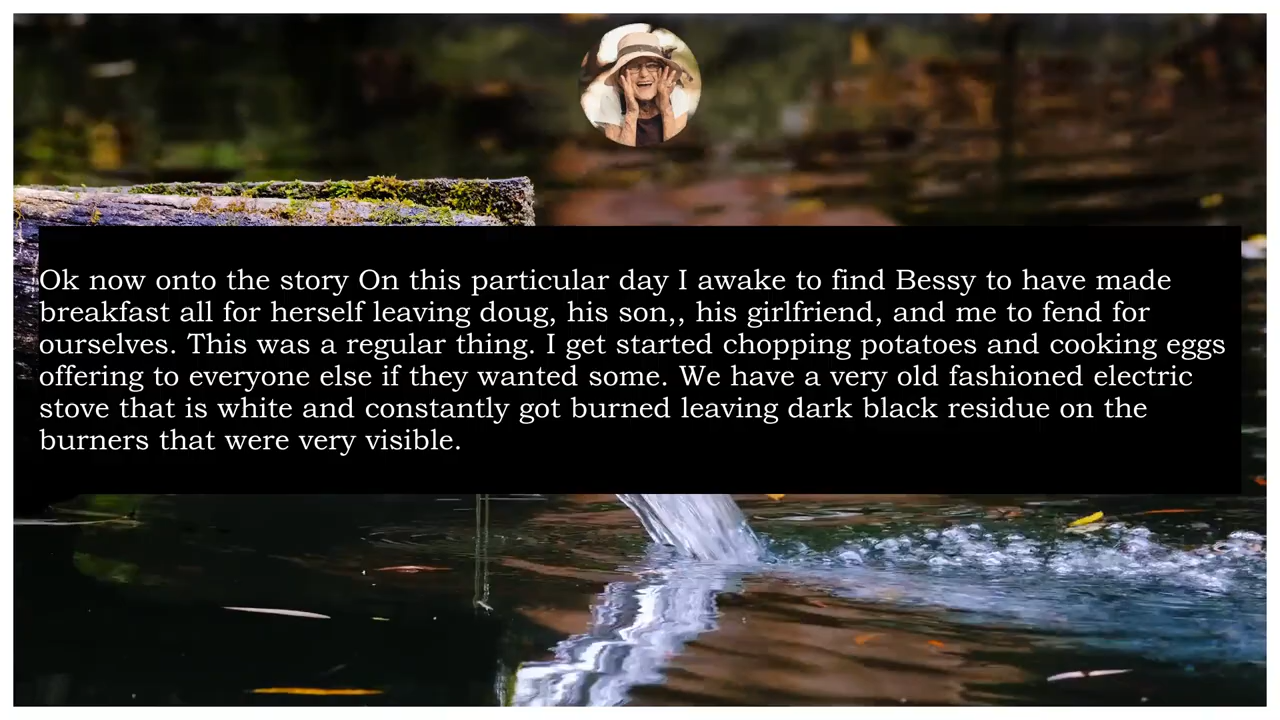 Ok now onto the story On this particular day I awake to find Bessy to have made
breakfast all for herself leaving doug, his son,, his girlfriend, and me to fend for
ourselves. This was a regular thing. I get started chopping potatoes and cooking eggs
offering to everyone else if they wanted some. We have a very old fashioned electric
stove that is white and constantly got burned leaving dark black residue on the
burners that were very visible.